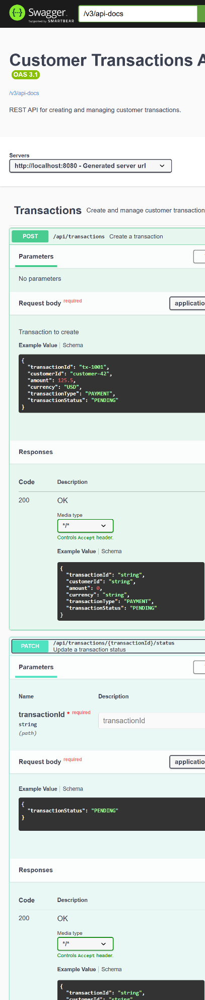 Swagger
Supported by SMARTBEAR
/v3/api-docs
Customer Transactions A
OAS 3.1
/v3/api-docs
REST API for creating and managing customer transactions.
Servers
http://localhost:8080 - Generated server url
Transactions Create and manage customer transaction
POST /api/transactions Create a transaction
Parameters
No parameters
Request body required
applicatio
Transaction to create
Example Value Schema
{
"transactionId": "tx-1001",
"customerId": "customer-42",
"amount": 125.5,
"currency": "USD",
"transactionType": "PAYMENT",
"transactionStatus": "PENDING"
}
Responses
Code Description
200 OK
Media type
*/*
Controls Accept header.
Example Value Schema
{
"transactionId": "string",
"customerId": "string",
"amount": 0,
"currency": "string",
"transactionType": "PAYMENT",
"transactionStatus": "PENDING"
}
PATCH /api/transactions/{transactionId}/status
Update a transaction status
Parameters
Name Description
transactionId * required
string
(path)
transactionId
Request body required
applicatio
Example Value Schema
{
"transactionStatus": "PENDING"
}
Responses
Code Description
200 OK
Media type
*/*
Controls Accept header.
Example Value Schema
{
"transactionId": "string",
"customerId": "string",